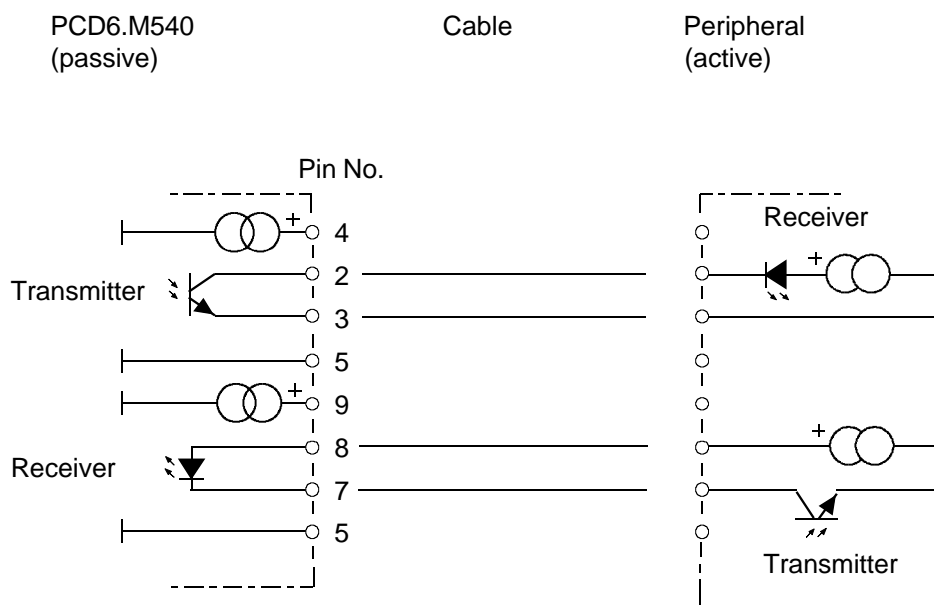 PCD6.M540 Cable Peripheral
(passive) (active)
Pin No.
+ 4 Receiver
2 +
Transmitter
3
5
+ 9
8 +
Receiver
7
5
Transmitter